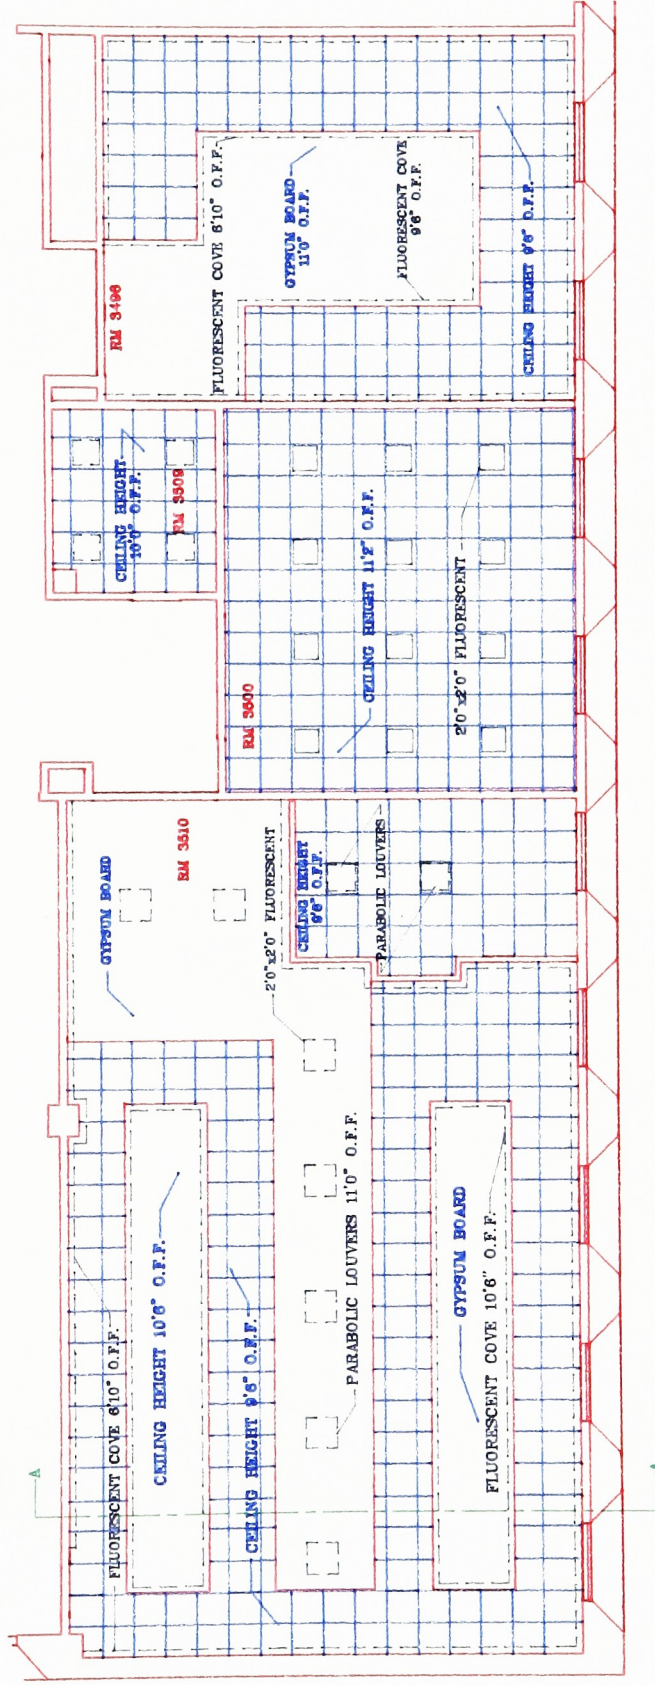 RM 3498
FLUORESCENT COVE 6'10" O.F.F.
GYPSUM BOARD
11'0" O.F.F.
FLUORESCENT COVE
9'6" O.F.F.
CEILING HEIGHT 9'6" O.F.F.
CEILING HEIGHT
10'0" O.F.F.
RM 3509
RM 3500
CEILING HEIGHT 11'2" O.F.F.
2'0"x2'0" FLUORESCENT
GYPSUM BOARD
RM 3510
2'0"x2'0" FLUORESCENT
CEILING HEIGHT
9'6" O.F.F.
PARABOLIC LOUVERS
FLUORESCENT COVE 6'10" O.F.F.
CEILING HEIGHT 10'6" O.F.F.
CEILING HEIGHT 9'6" O.F.F.
PARABOLIC LOUVERS 11'0" O.F.F.
GYPSUM BOARD
FLUORESCENT COVE 10'6" O.F.F.
A
A